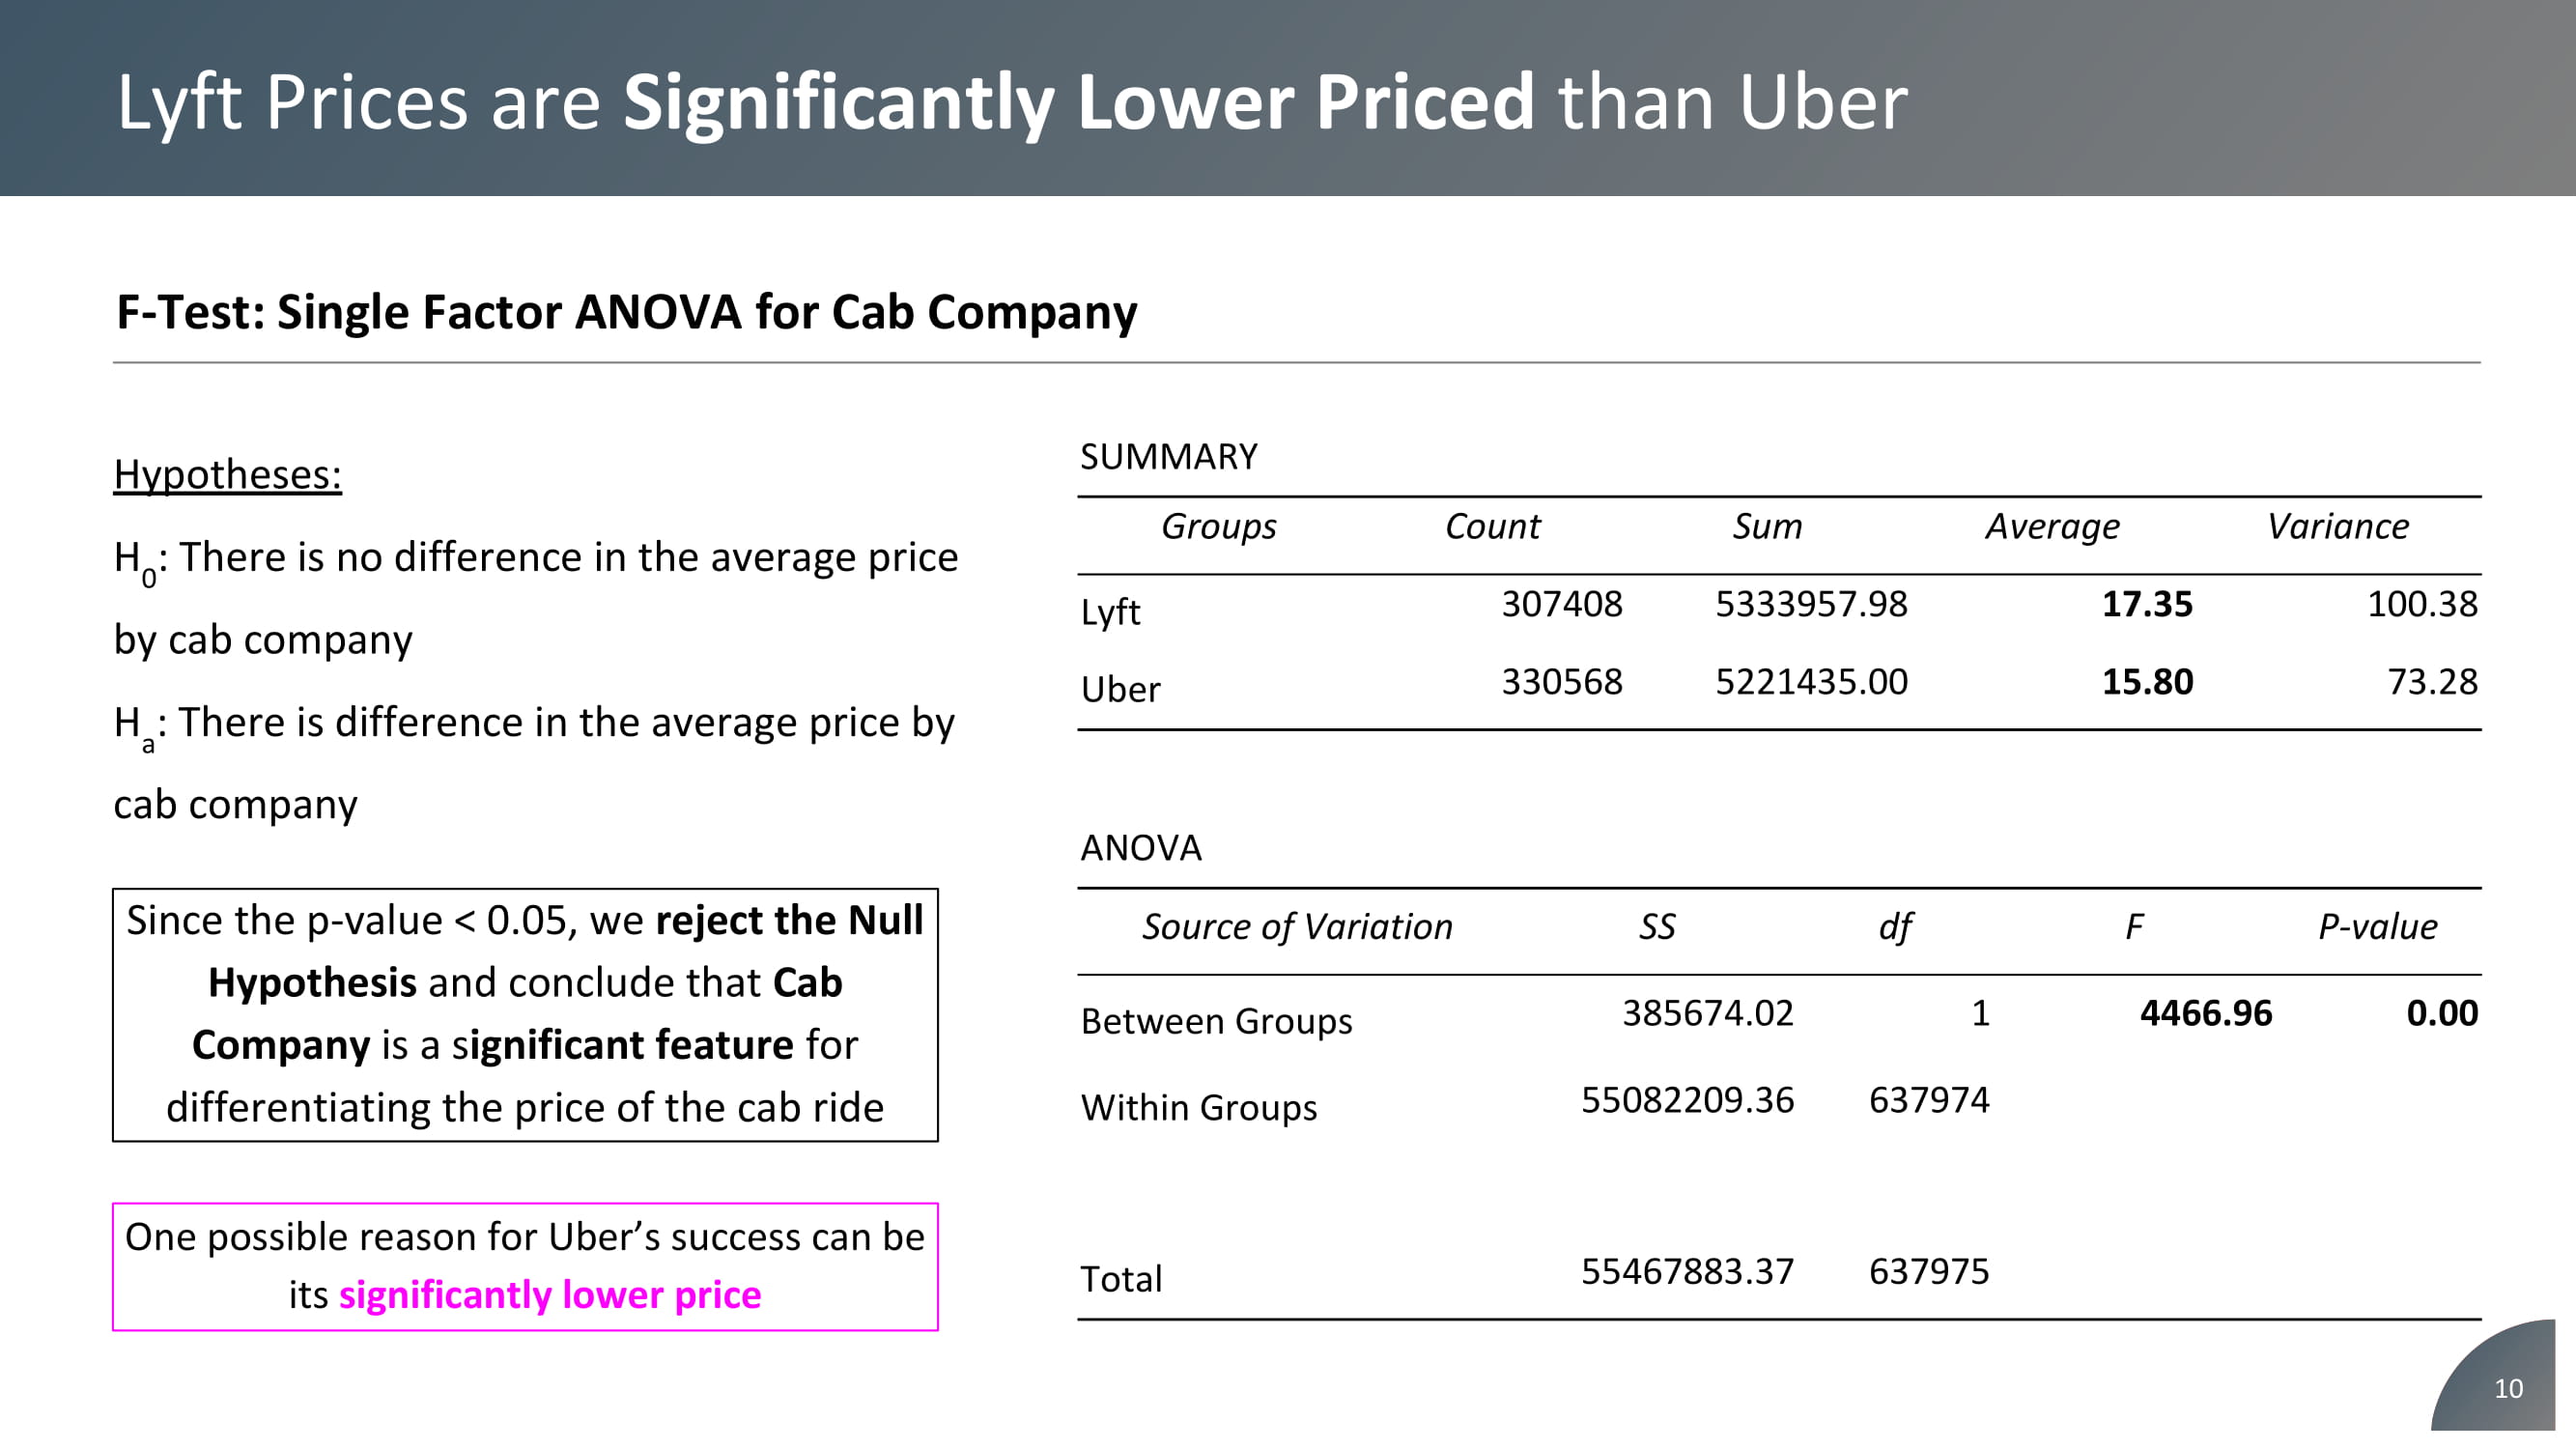 Lyft Prices are Significantly Lower Priced than Uber
F-Test: Single Factor ANOVA for Cab Company
Hypotheses:
H0: There is no difference in the average price
by cab company
Ha: There is difference in the average price by
cab company
Since the p-value < 0.05, we reject the Null
Hypothesis and conclude that Cab
Company is a significant feature for
differentiating the price of the cab ride
One possible reason for Uber’s success can be
its significantly lower price
SUMMARY
Groups Count Sum Average Variance
Lyft 307408 5333957.98 17.35 100.38
Uber 330568 5221435.00 15.80 73.28
ANOVA
Source of Variation SS df F P-value
Between Groups 385674.02 1 4466.96 0.00
Within Groups 55082209.36 637974
Total 55467883.37 637975
10